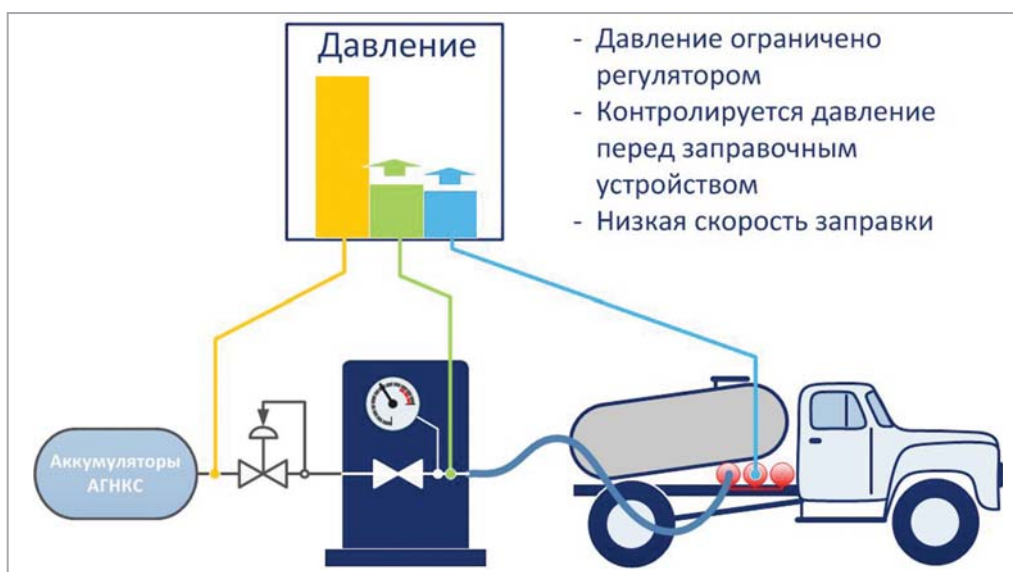 Давление
- Давление ограничено
регулятором
- Контролируется давление
перед заправочным
устройством
- Низкая скорость заправки
Аккумуляторы
АГНКС